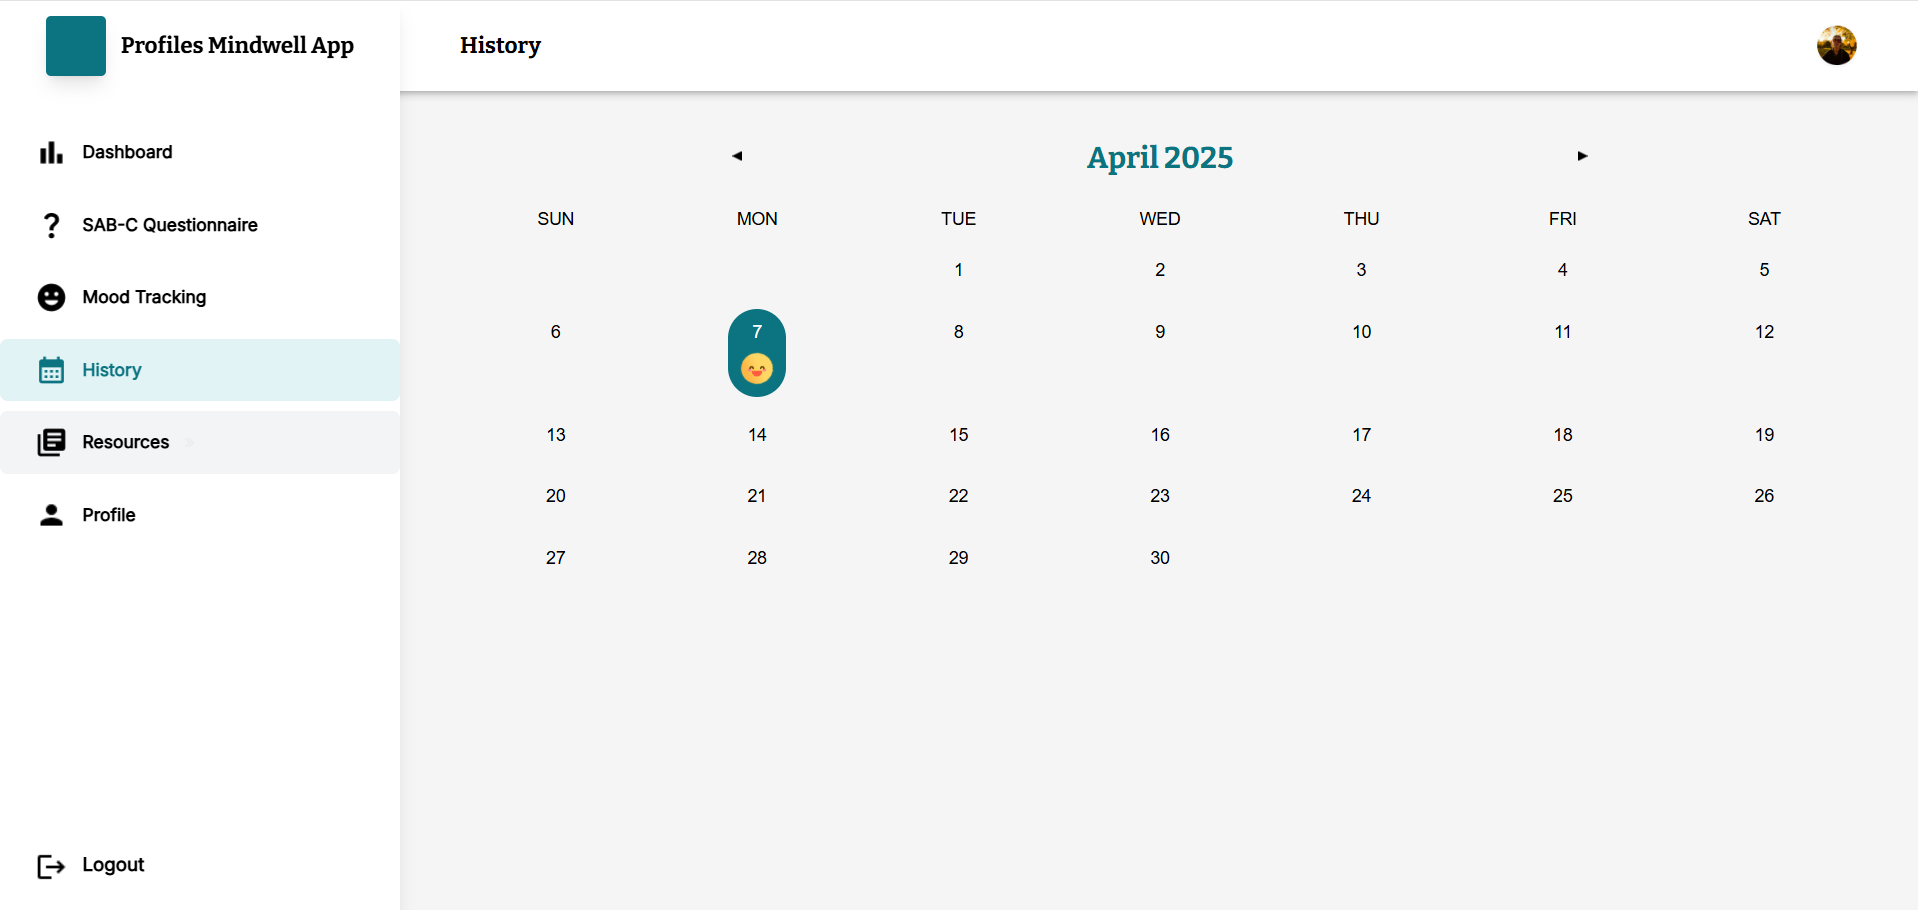 Profiles Mindwell App
History
Dashboard
SAB-C Questionnaire
Mood Tracking
History
Resources
Profile
Logout
◄ April 2025 ►
SUN MON TUE WED THU FRI SAT
1 2 3 4 5
6 7 8 9 10 11 12
13 14 15 16 17 18 19
20 21 22 23 24 25 26
27 28 29 30